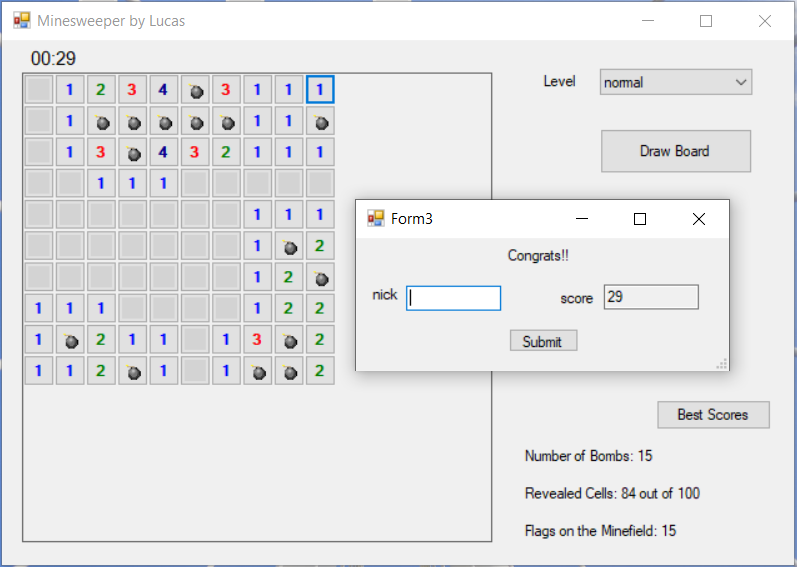 Minesweeper by Lucas
00:29
Level normal
Draw Board
1 2 3 4 3 1 1 1
1 1 1
1 3 4 3 2 1 1 1
1 1 1
1 1 1
1 2
1 2
1 1 1 1 2 2
1 2 1 1 1 3 2
1 1 2 1 1 2
Form3
Congrats!!
nick score 29
Submit
Best Scores
Number of Bombs: 15
Revealed Cells: 84 out of 100
Flags on the Minefield: 15